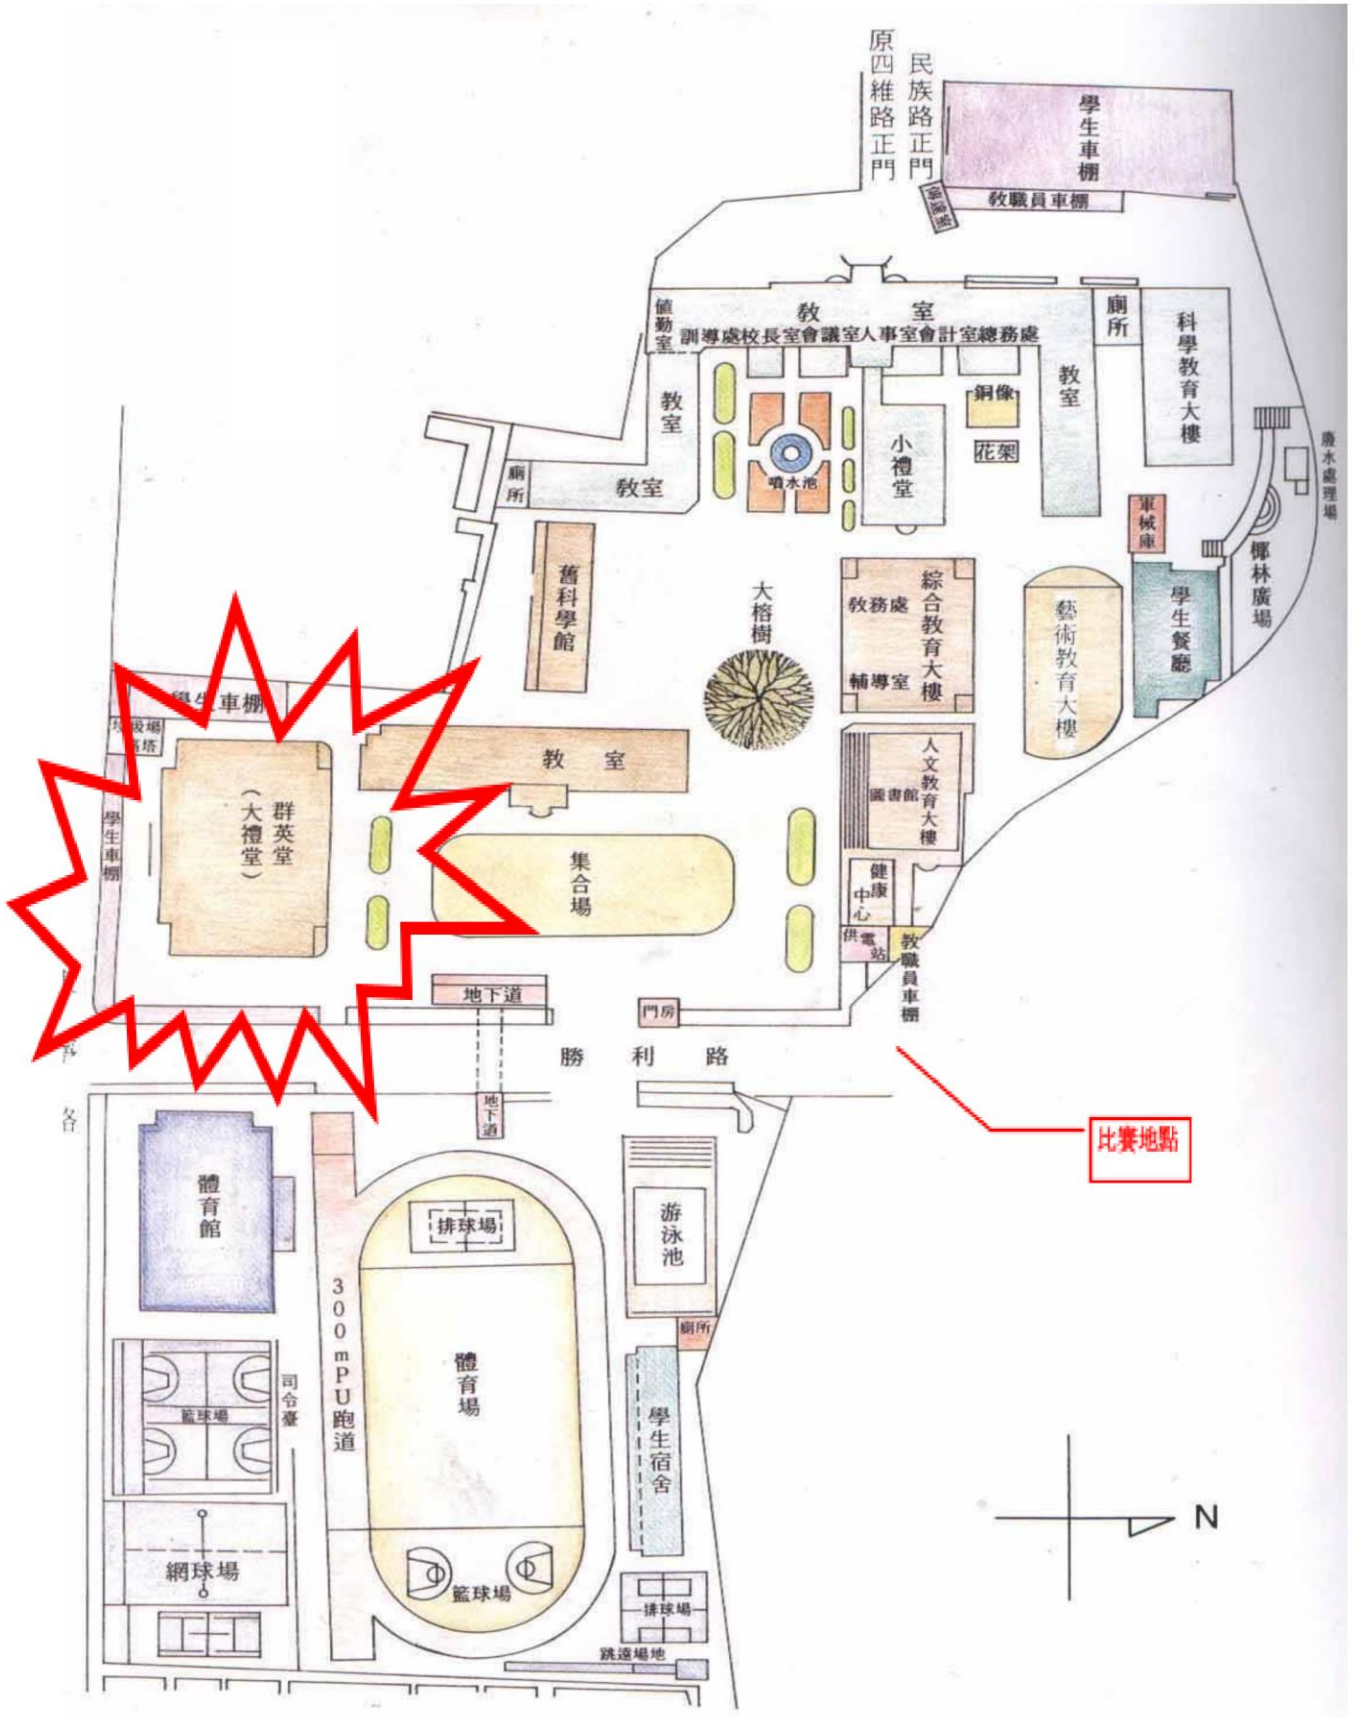 原四維路正門
民族路正門
學生車棚
教職員車棚
教室
值勤室
訓導處校長室會議室人事室會計室總務處
廁所
科學教育大樓
教室
教室
銅像
花架
小禮堂
噴水池
教室
廁所
廢水處理場
軍械庫
椰林廣場
舊科學館
大榕樹
綜合教育大樓
教務處
輔導室
藝術教育大樓
學生餐廳
學生車棚
教室
群英堂
(大禮堂)
學生車棚
集合場
人文教育大樓
圖書館
健康中心
供電站
教職員車棚
地下道
門房
勝利路
地下道
比賽地點
體育館
排球場
游泳池
廁所
300mPU跑道
體育場
司令臺
籃球場
學生宿舍
網球場
籃球場
排球場
跳遠場地
N